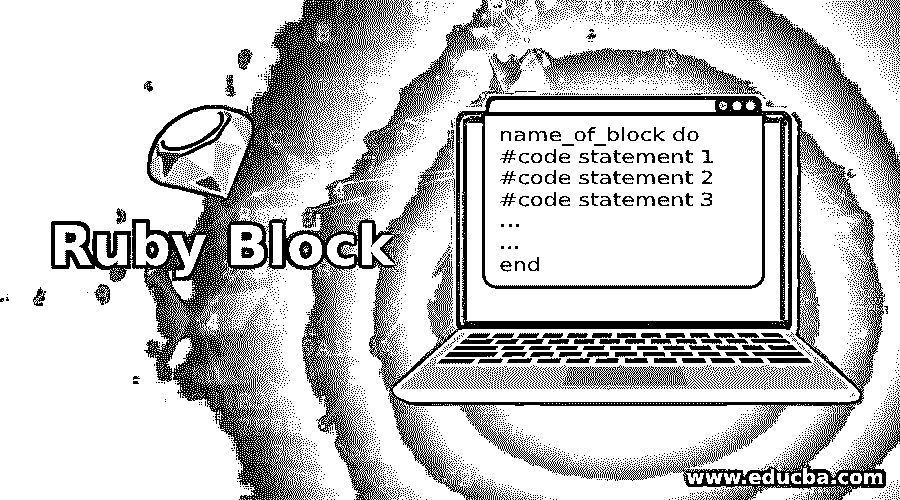 Ruby Block
name_of_block do
#code statement 1
#code statement 2
#code statement 3
...
...
end
www.educba.com